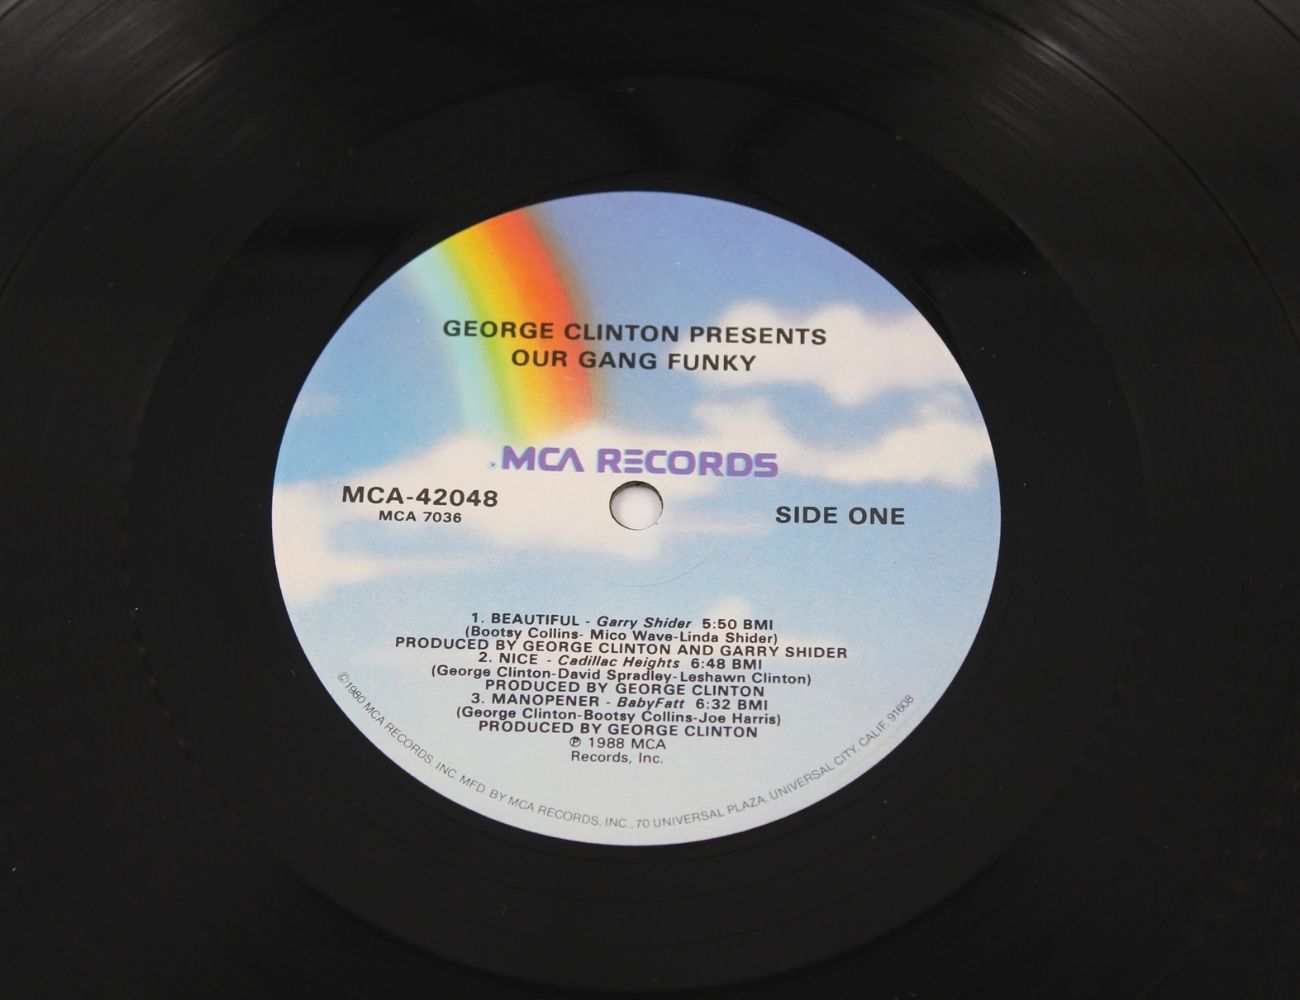 GEORGE CLINTON PRESENTS
OUR GANG FUNKY
MCA RECORDS
MCA-42048
MCA 7036
SIDE ONE
1. BEAUTIFUL - Garry Shider 5:50 BMI
(Bootsy Collins- Mico Wave-Linda Shider)
PRODUCED BY GEORGE CLINTON AND GARRY SHIDER
2. NICE - Cadillac Heights 6:48 BMI
(George Clinton-David Spradley-Leshawn Clinton)
PRODUCED BY GEORGE CLINTON
3. MANOPENER - BabyFatt 6:32 BMI
(George Clinton-Bootsy Collins-Joe Harris)
PRODUCED BY GEORGE CLINTON
℗ 1988 MCA
Records, Inc.
©1980 MCA RECORDS, INC. MFD. BY MCA RECORDS, INC., 70 UNIVERSAL PLAZA, UNIVERSAL CITY, CALIF. 91608